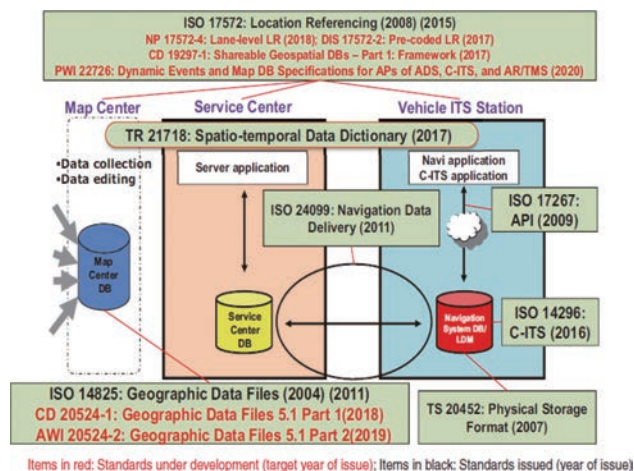 ISO 17572: Location Referencing (2008) (2015)
NP 17572-4: Lane-level LR (2018); DIS 17572-2: Pre-coded LR (2017)
CD 19297-1: Shareable Geospatial DBs – Part 1: Framework (2017)
PWI 22726: Dynamic Events and Map DB Specifications for APs of ADS, C-ITS, and AR/TMS (2020)
Map Center
Service Center
Vehicle ITS Station
TR 21718: Spatio-temporal Data Dictionary (2017)
•Data collection
•Data editing
Server application
Navi application
C-ITS application
ISO 17267:
API (2009)
ISO 24099: Navigation Data
Delivery (2011)
Map
Center
DB
Service
Center
DB
Navigation
System DB/
LDM
ISO 14296:
C-ITS (2016)
ISO 14825: Geographic Data Files (2004) (2011)
CD 20524-1: Geographic Data Files 5.1 Part 1(2018)
AWI 20524-2: Geographic Data Files 5.1 Part 2(2019)
TS 20452: Physical Storage
Format (2007)
Items in red: Standards under development (target year of issue); Items in black: Standards issued (year of issue)